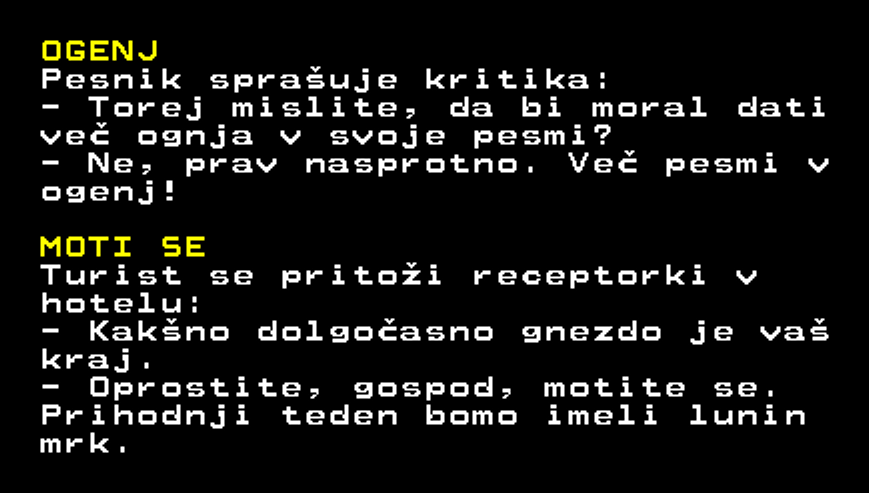 OGENJ
Pesnik sprašuje kritika:
- Torej mislite, da bi moral dati
več ognja v svoje pesmi?
- Ne, prav nasprotno. Več pesmi v
ogenj!
MOTI SE
Turist se pritoži receptorki v
hotelu:
- Kakšno dolgočasno gnezdo je vaš
kraj.
- Oprostite, gospod, motite se.
Prihodnji teden bomo imeli lunin
mrk.